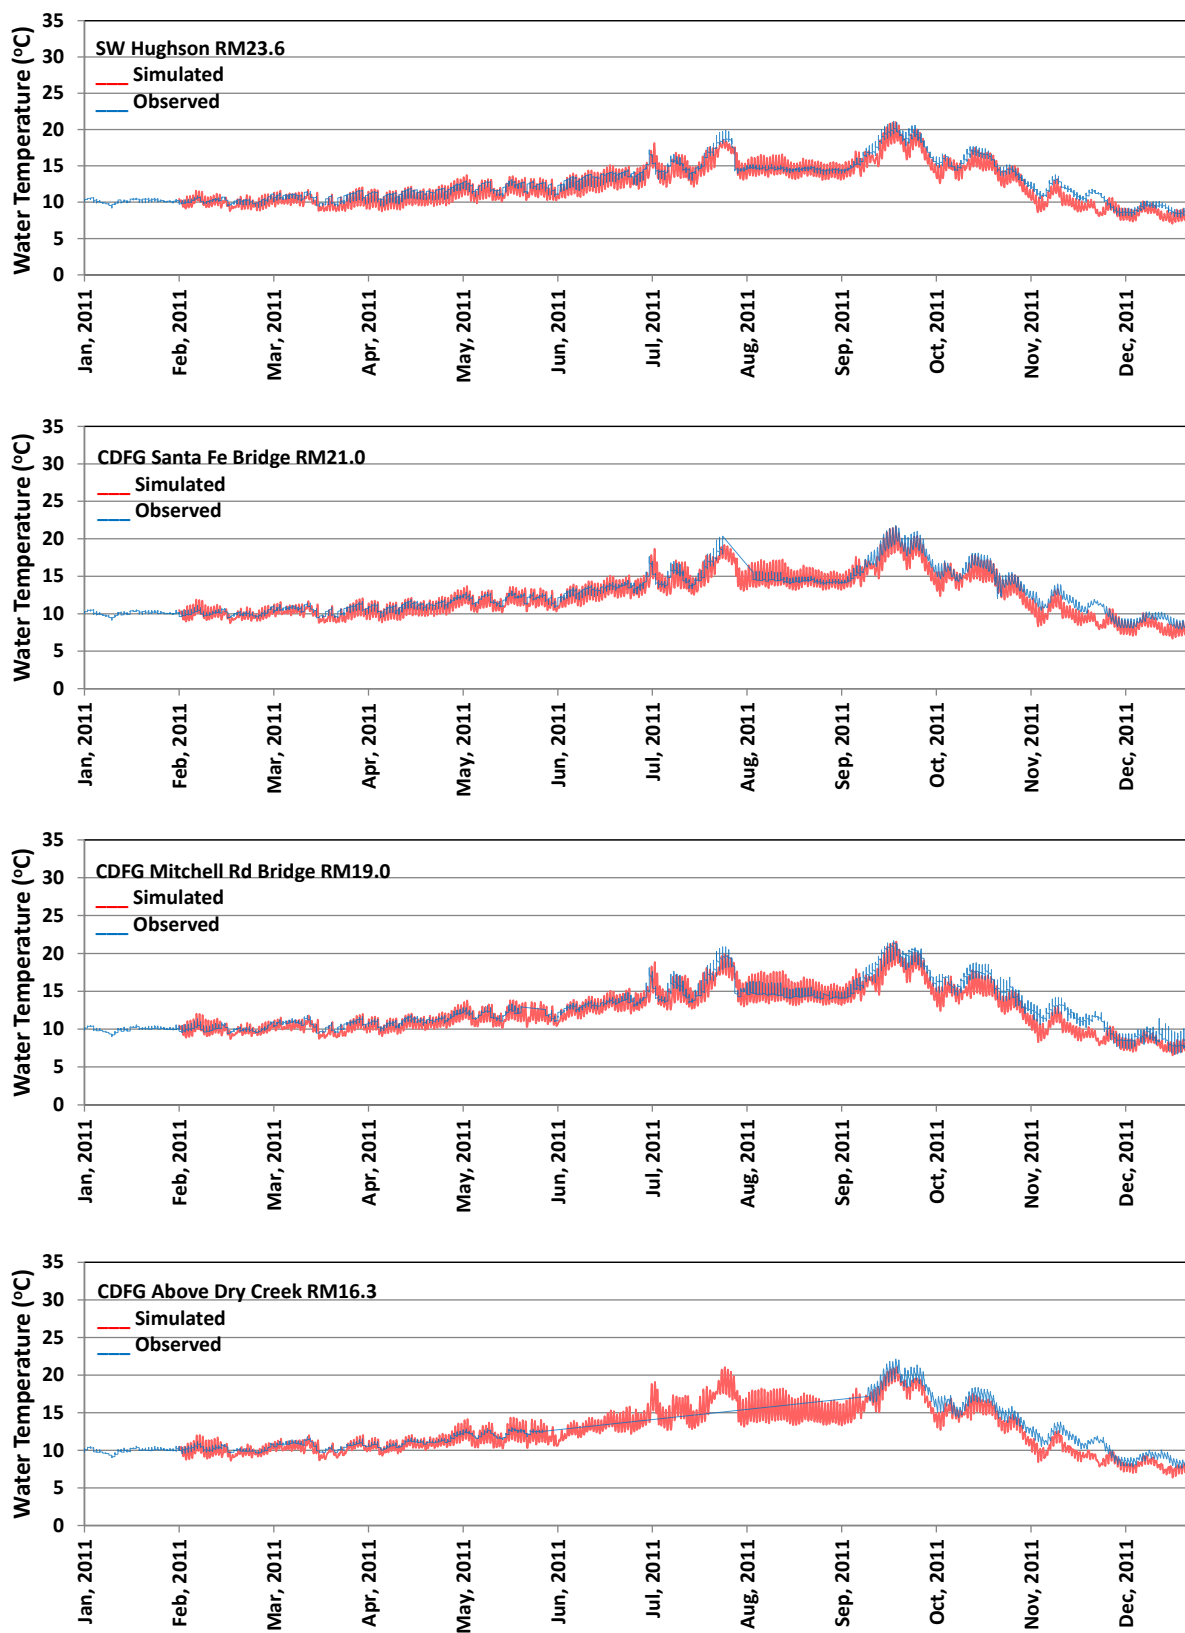 Water Temperature (ºC)
35
30
25
20
15
10
5
0
SW Hughson RM23.6
Simulated
Observed
Jan, 2011
Feb, 2011
Mar, 2011
Apr, 2011
May, 2011
Jun, 2011
Jul, 2011
Aug, 2011
Sep, 2011
Oct, 2011
Nov, 2011
Dec, 2011
Water Temperature (ºC)
35
30
25
20
15
10
5
0
CDFG Santa Fe Bridge RM21.0
Simulated
Observed
Jan, 2011
Feb, 2011
Mar, 2011
Apr, 2011
May, 2011
Jun, 2011
Jul, 2011
Aug, 2011
Sep, 2011
Oct, 2011
Nov, 2011
Dec, 2011
Water Temperature (ºC)
35
30
25
20
15
10
5
0
CDFG Mitchell Rd Bridge RM19.0
Simulated
Observed
Jan, 2011
Feb, 2011
Mar, 2011
Apr, 2011
May, 2011
Jun, 2011
Jul, 2011
Aug, 2011
Sep, 2011
Oct, 2011
Nov, 2011
Dec, 2011
Water Temperature (ºC)
35
30
25
20
15
10
5
0
CDFG Above Dry Creek RM16.3
Simulated
Observed
Jan, 2011
Feb, 2011
Mar, 2011
Apr, 2011
May, 2011
Jun, 2011
Jul, 2011
Aug, 2011
Sep, 2011
Oct, 2011
Nov, 2011
Dec, 2011